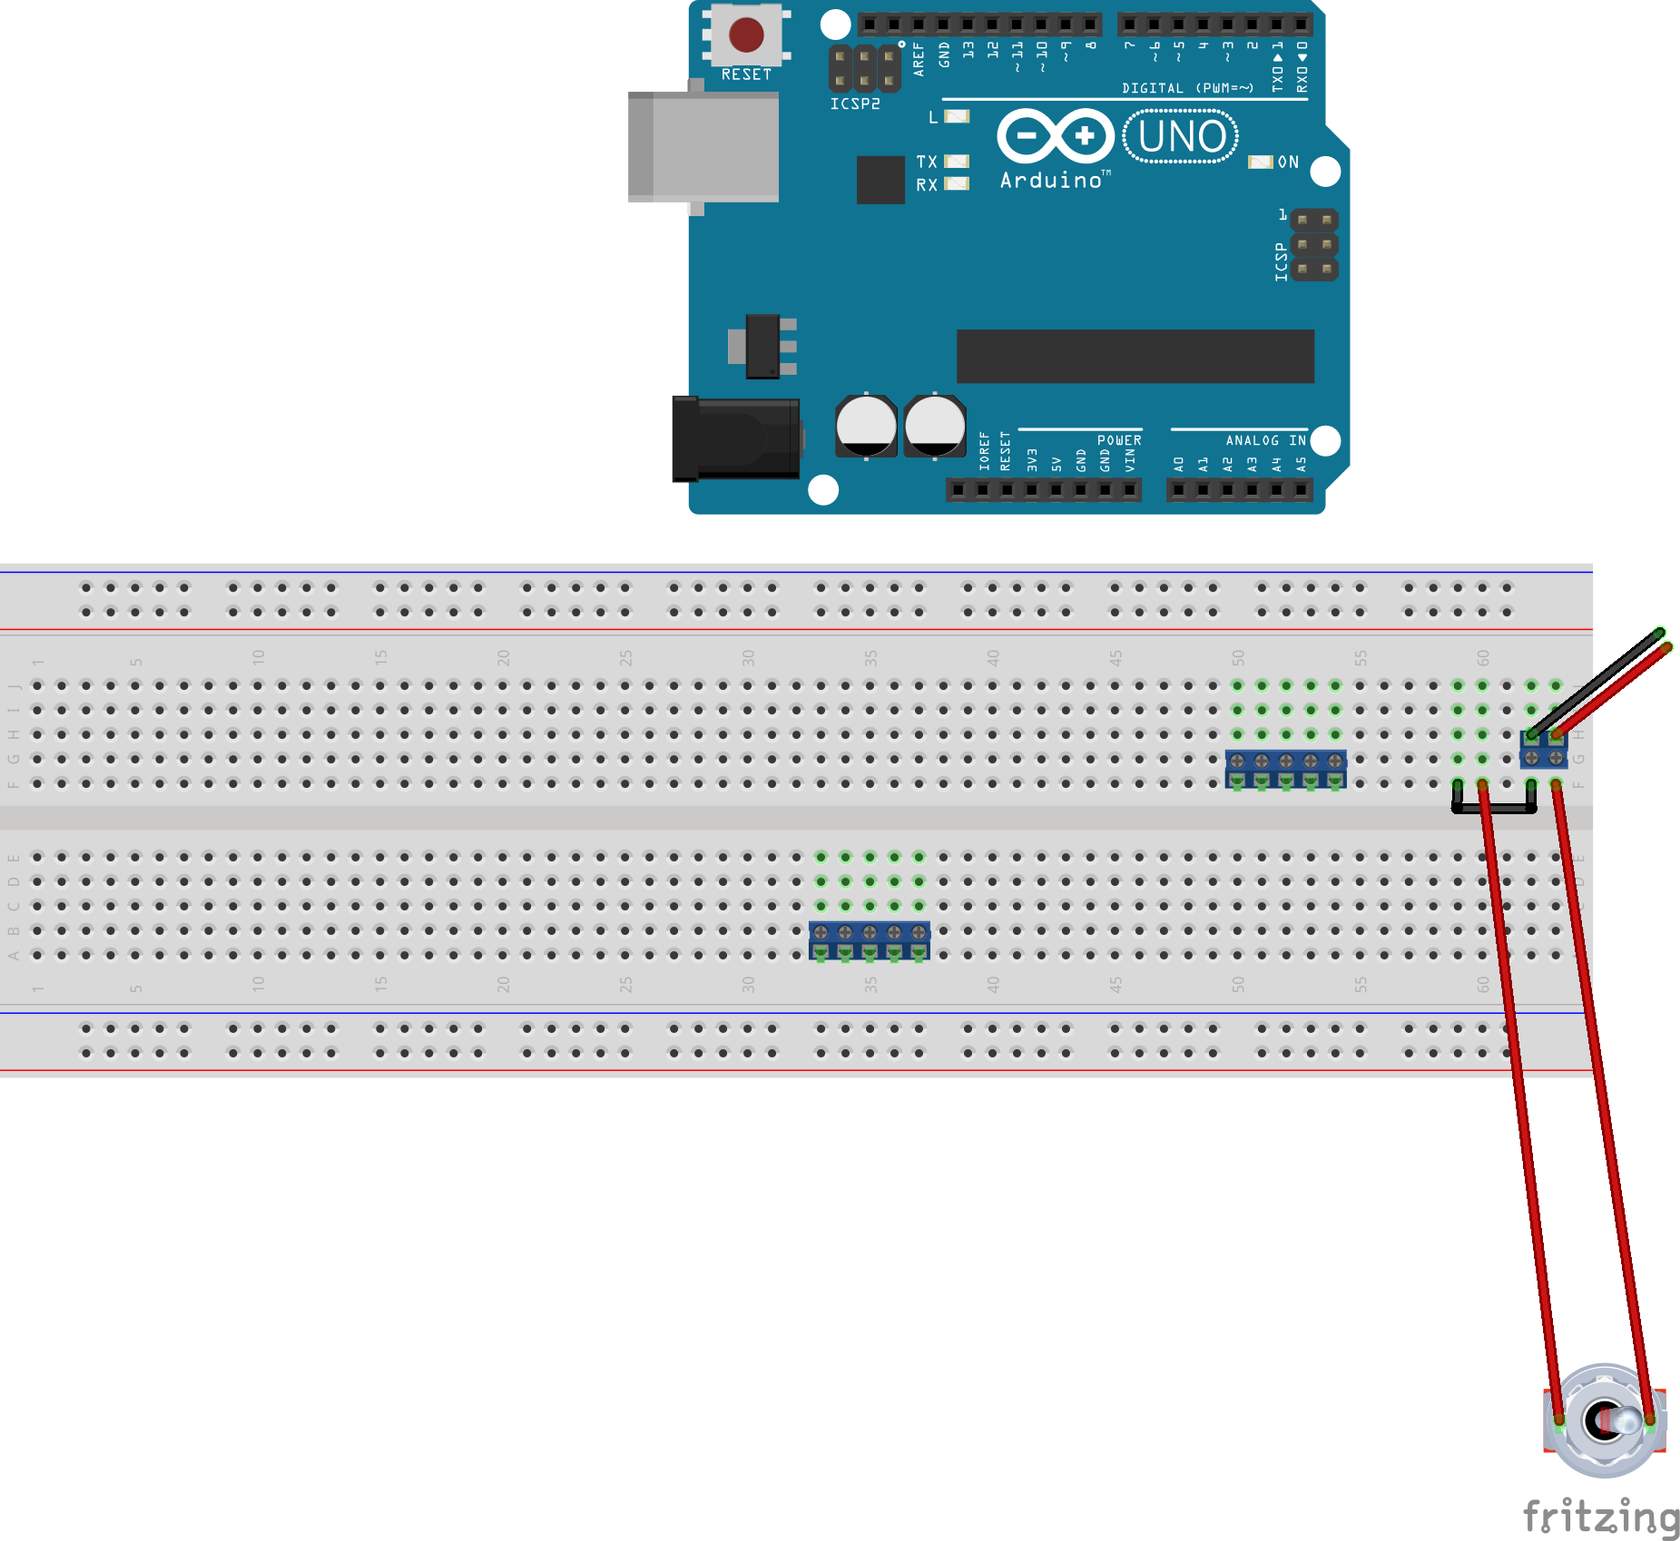 RESET
ICSP2
AREF
GND
13
12
~11
~10
~9
8
7
~6
~5
4
~3
2
TX0▶1
RX0◀0
DIGITAL (PWM=~)
L
TX
RX
UNO
Arduino™
ON
1
ICSP
IOREF
RESET
3V3
5V
GND
GND
VIN
POWER
A0
A1
A2
A3
A4
A5
ANALOG IN
1 5 10 15 20 25 30 35 40 45 50 55 60
J
I
H H
G G
F F
E E
D D
C C
B
A
1 5 10 15 20 25 30 35 40 45 50 55 60
fritzing